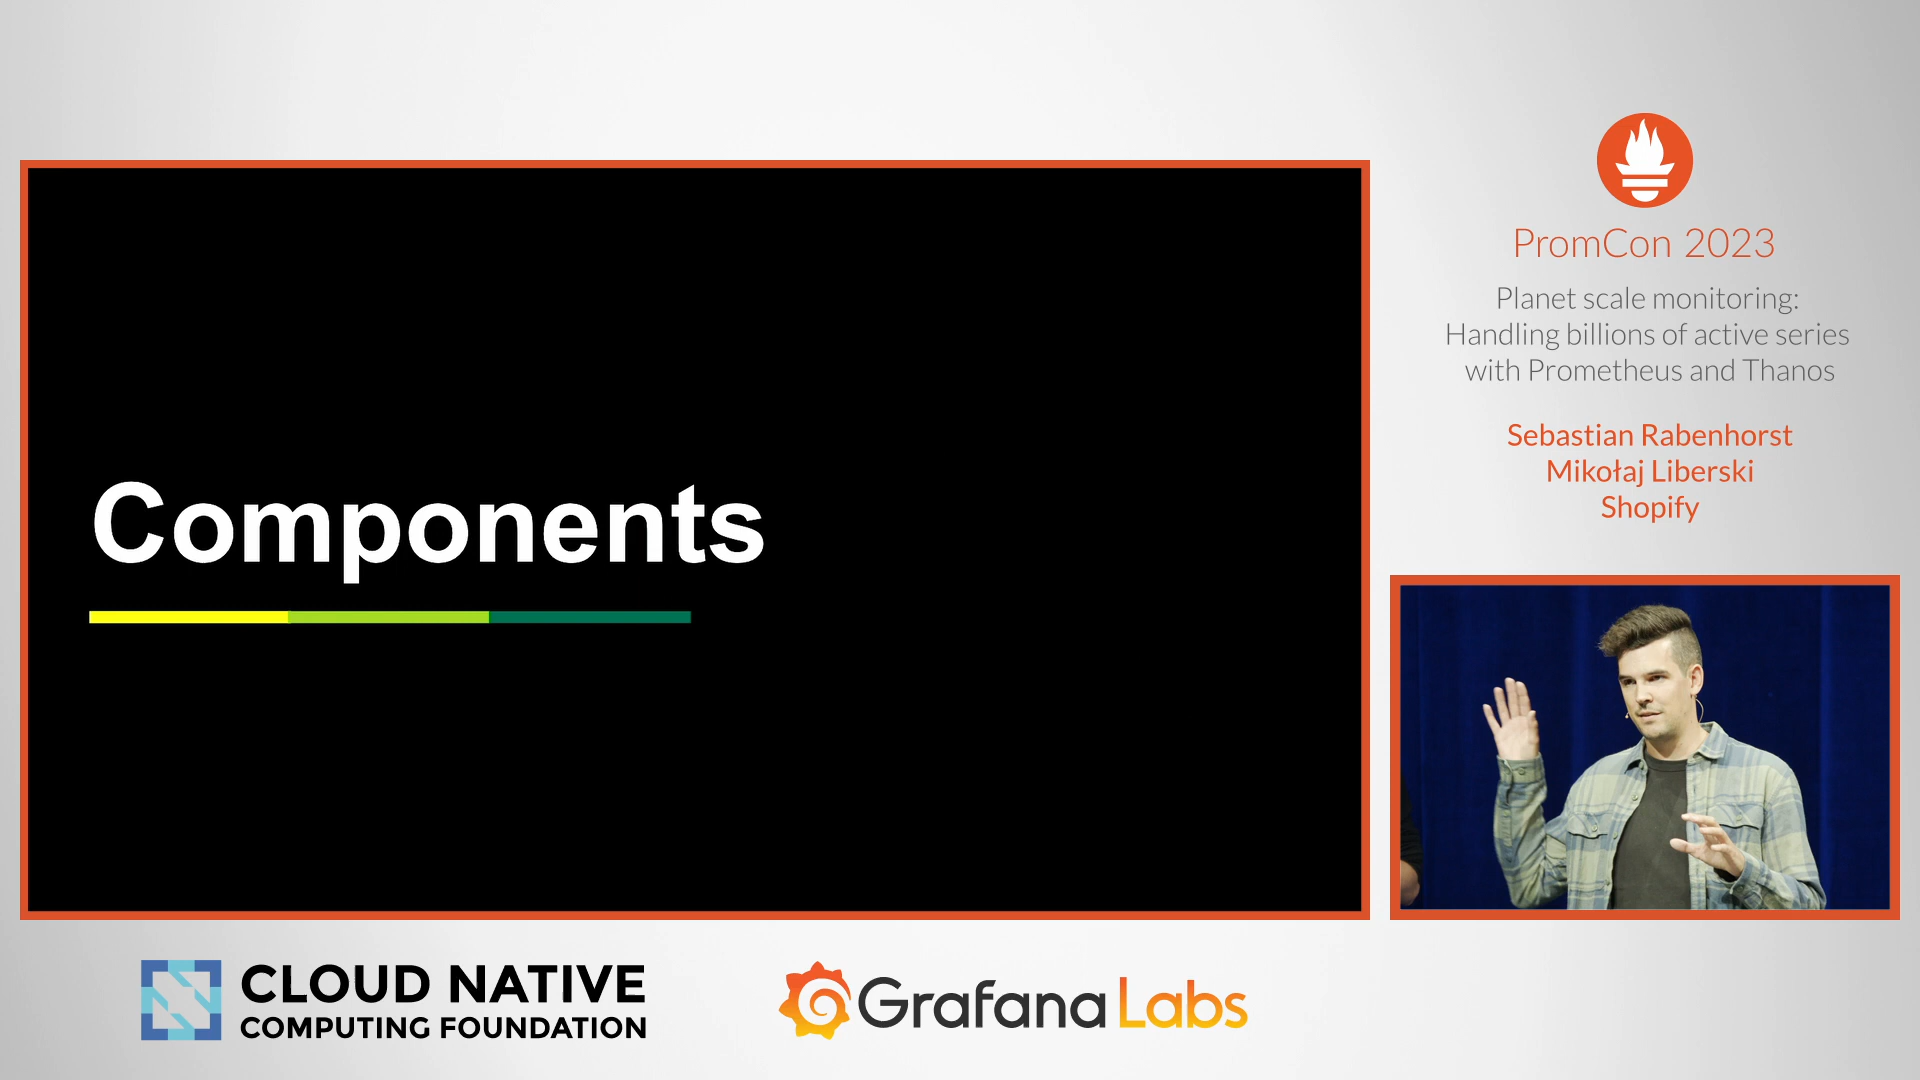 Components
PromCon 2023
Planet scale monitoring:
Handling billions of active series
with Prometheus and Thanos
Sebastian Rabenhorst
Mikołaj Liberski
Shopify
CLOUD NATIVE
COMPUTING FOUNDATION
Grafana Labs